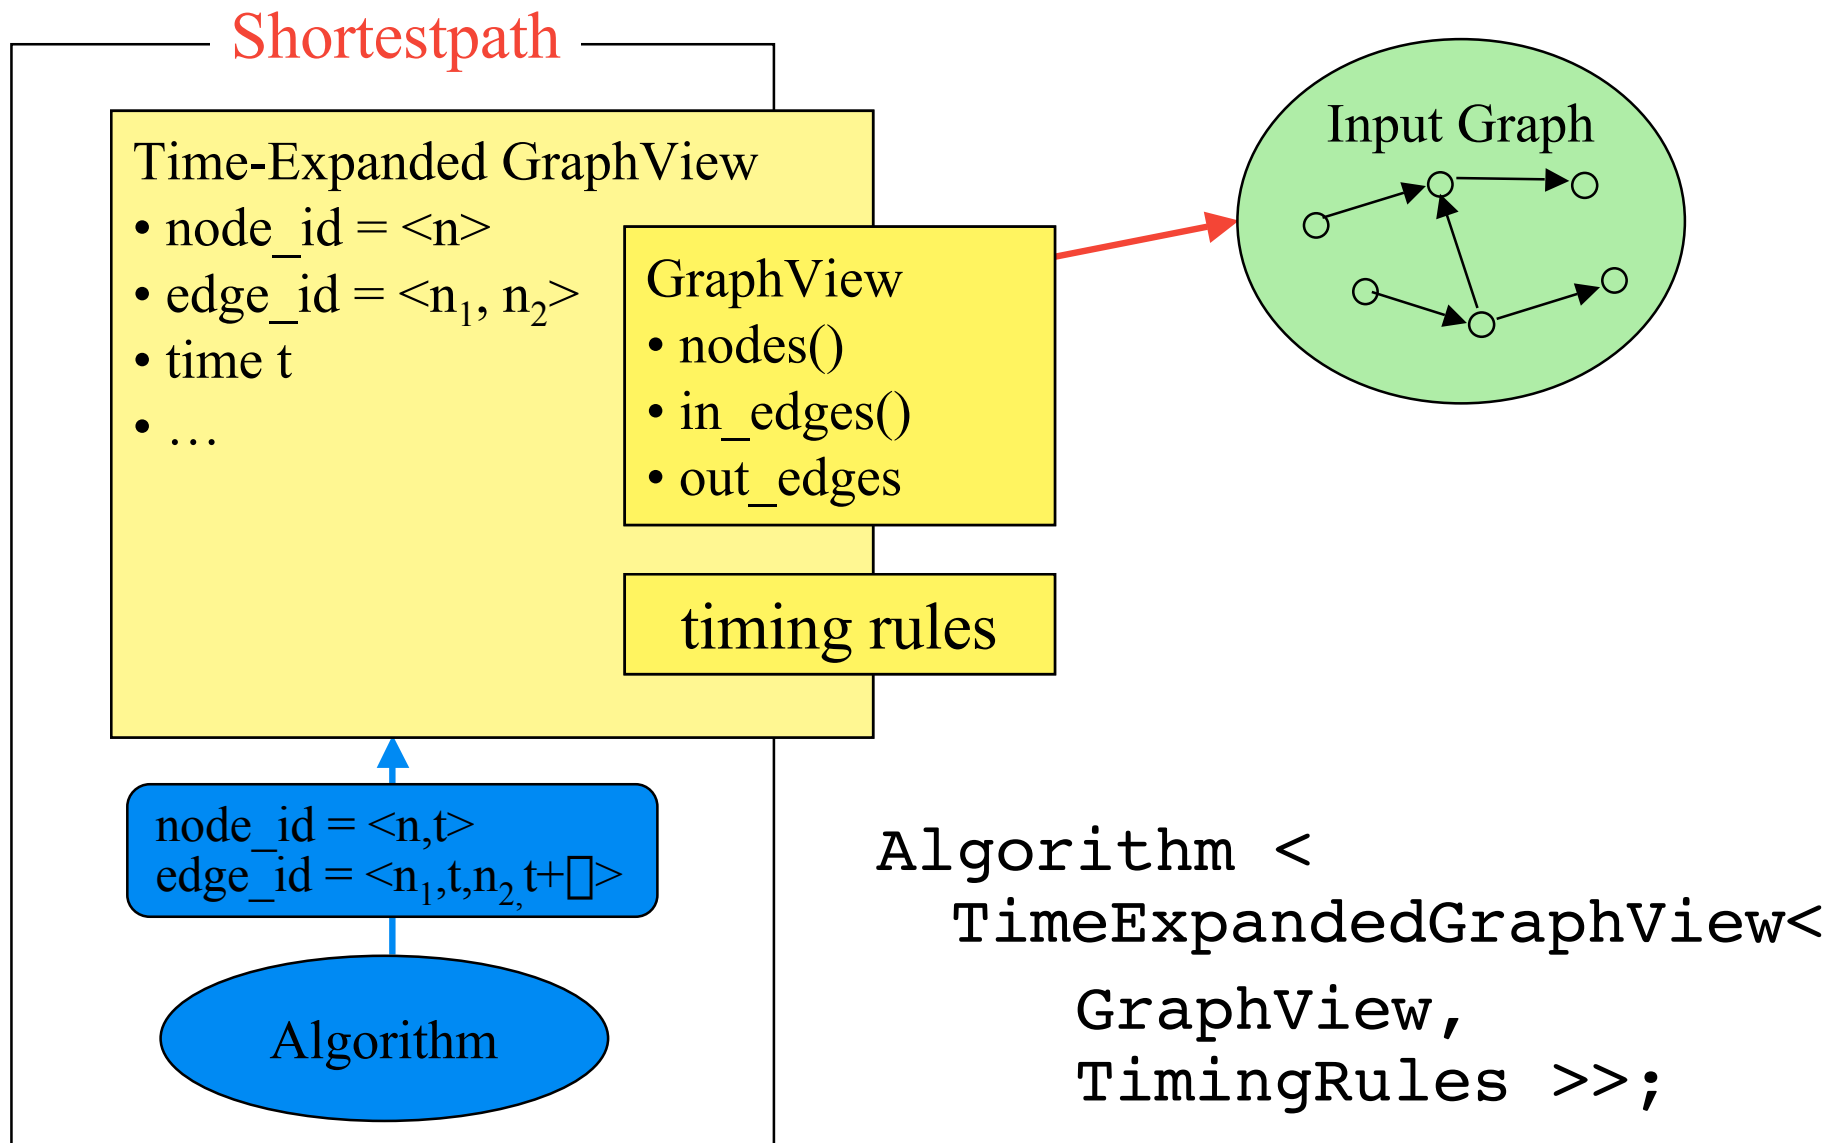 Shortestpath
Time-Expanded GraphView
• node_id = <n>
• edge_id = <n₁, n₂>
• time t
• …
GraphView
• nodes()
• in_edges()
• out_edges
timing rules
Input Graph
node_id = <n,t>
edge_id = <n₁,t,n₂,t+▯>
Algorithm
Algorithm <
TimeExpandedGraphView<
GraphView,
TimingRules >>;